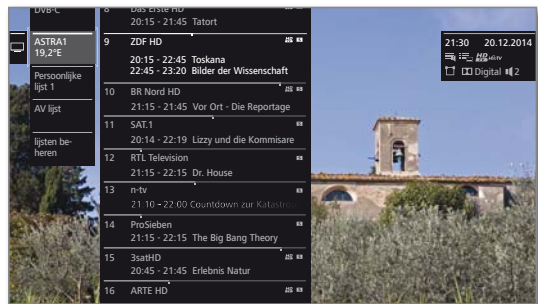 DVB-C
ASTRA1
19,2°E
Persoonlijke
lijst 1
AV lijst
lijsten be-
heren
8 Das Erste HD
20:15 - 21:45 Tatort
9 ZDF HD
20:15 - 22:45 Toskana
22:45 - 23:20 Bilder der Wissenschaft
10 BR Nord HD
21:15 - 21:45 Vor Ort - Die Reportage
11 SAT.1
20:14 - 22:19 Lizzy und die Kommisare
12 RTL Television
21:15 - 22:15 Dr. House
13 n-tv
21:10 - 22:00 Countdown zur Katastro
14 ProSieben
21:15 - 22:15 The Big Bang Theory
15 3satHD
20:45 - 21:45 Erlebnis Natur
16 ARTE HD
21:30 20.12.2014
Digital 2